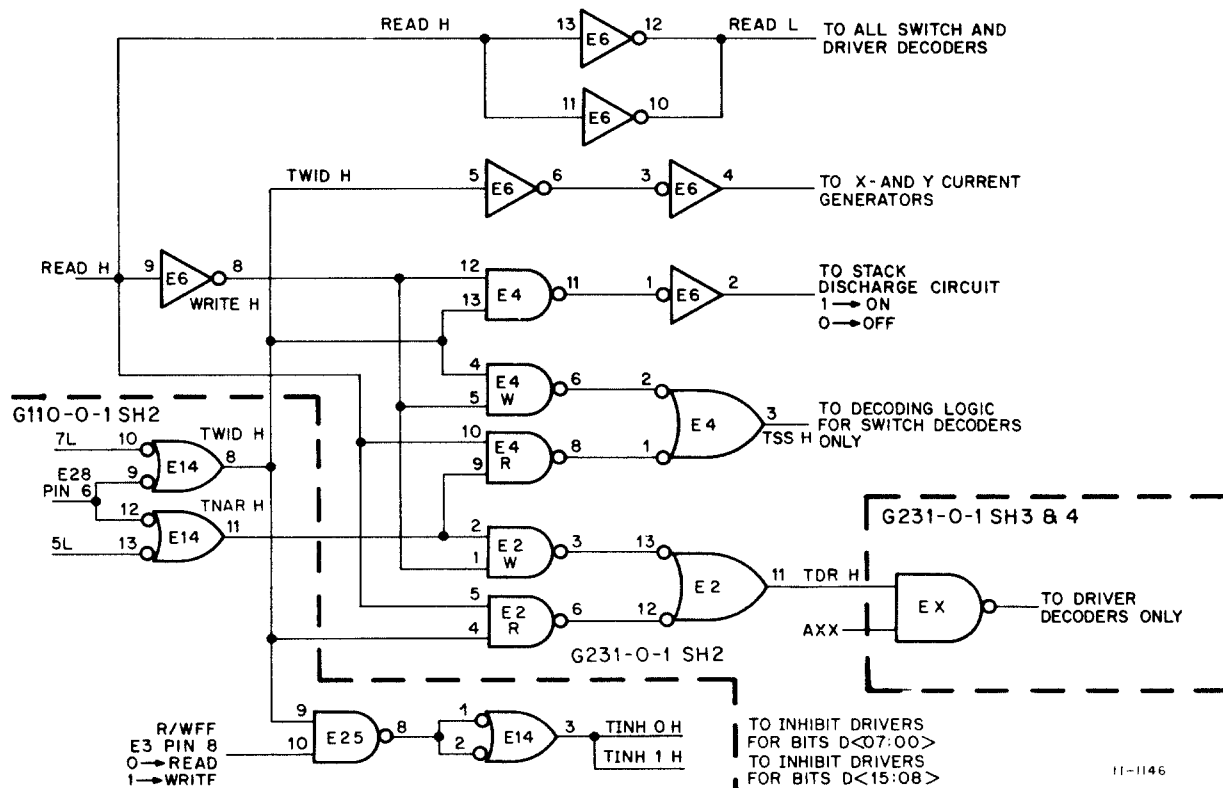 READ H
13
E6
12
READ L
TO ALL SWITCH AND
DRIVER DECODERS
11
E6
10
TWID H
5
E6
6
3
E6
4
TO X-AND Y CURRENT
GENERATORS
READ H
9
E6
8
WRITE H
12
13
E4
11
1
E6
2
TO STACK
DISCHARGE CIRCUIT
1→ON
0→OFF
4
5
E4
W
6
2
10
9
E4
R
8
1
E4
3
TSS H
TO DECODING LOGIC
FOR SWITCH DECODERS
ONLY
G110-0-1 SH2
7L
10
TWID H
E14
8
E28
PIN 6
9
12
TNAR H
E14
11
5L
13
2
1
E2
W
3
13
5
4
E2
R
6
12
E2
11
TDR H
G231-0-1 SH3 & 4
AXX
EX
TO DRIVER
DECODERS ONLY
G231-0-1 SH2
R/WFF
E3 PIN 8
0→READ
1→WRITF
9
10
E25
8
1
2
E14
3
TINH 0 H
TINH 1 H
TO INHIBIT DRIVERS
FOR BITS D<07:00>
TO INHIBIT DRIVERS
FOR BITS D<15:08>
11-1146